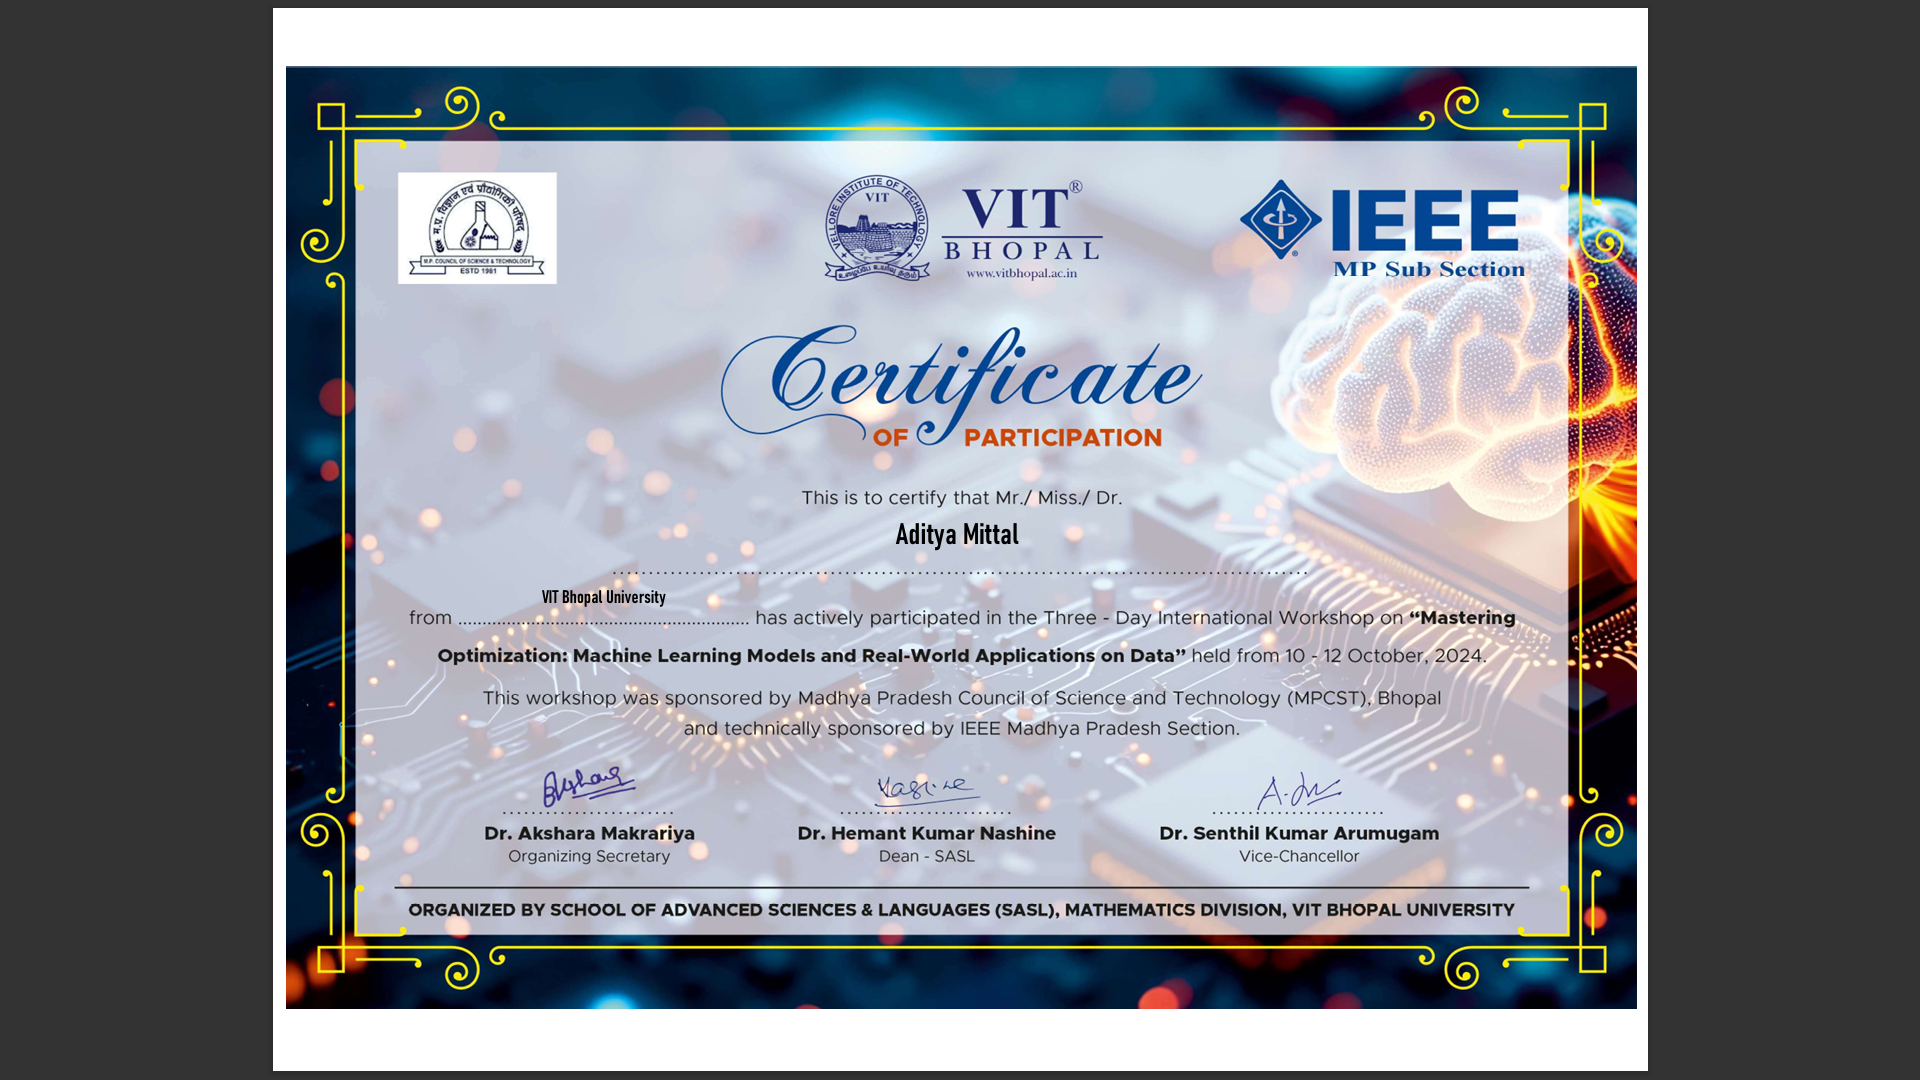 म.प्र. विज्ञान एवं प्रौद्योगिकी परिषद
M.P. COUNCIL OF SCIENCE & TECHNOLOGY
ESTD 1981
VELLORE INSTITUTE OF TECHNOLOGY
VIT
VIT®
BHOPAL
www.vitbhopal.ac.in
IEEE
MP Sub Section
Certificate
OF PARTICIPATION
This is to certify that Mr./ Miss./ Dr.
Aditya Mittal
VIT Bhopal University
from ............................................................ has actively participated in the Three - Day International Workshop on “Mastering
Optimization: Machine Learning Models and Real-World Applications on Data” held from 10 - 12 October, 2024.
This workshop was sponsored by Madhya Pradesh Council of Science and Technology (MPCST), Bhopal
and technically sponsored by IEEE Madhya Pradesh Section.
Dr. Akshara Makrariya
Organizing Secretary
Dr. Hemant Kumar Nashine
Dean - SASL
Dr. Senthil Kumar Arumugam
Vice-Chancellor
ORGANIZED BY SCHOOL OF ADVANCED SCIENCES & LANGUAGES (SASL), MATHEMATICS DIVISION, VIT BHOPAL UNIVERSITY